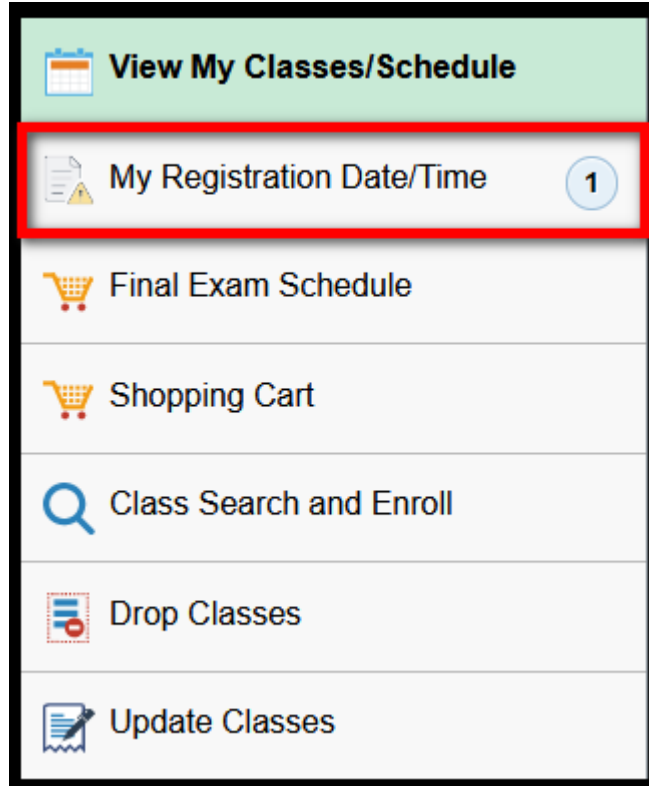 View My Classes/Schedule
My Registration Date/Time 1
Final Exam Schedule
Shopping Cart
Class Search and Enroll
Drop Classes
Update Classes